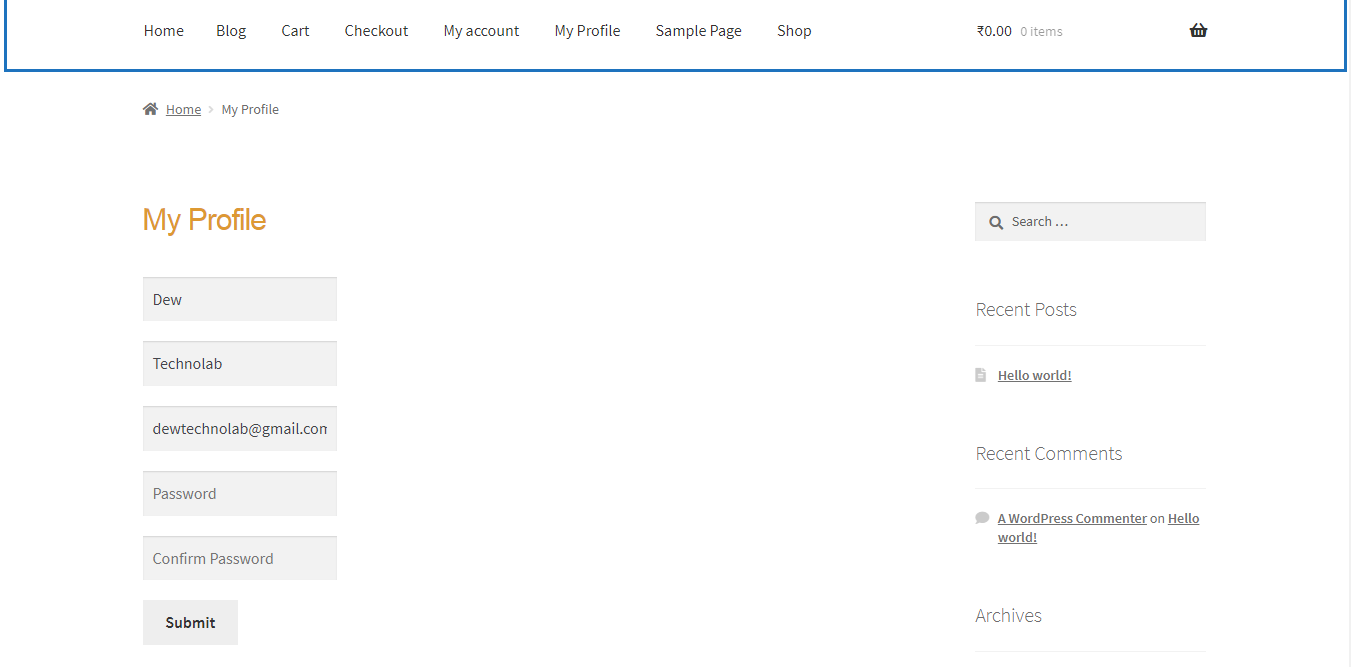 Home Blog Cart Checkout My account My Profile Sample Page Shop ₹0.00 0 items
Home My Profile
My Profile
Dew
Technolab
dewtechnolab@gmail.com
Password
Confirm Password
Submit
Search …
Recent Posts
Hello world!
Recent Comments
A WordPress Commenter on Hello
world!
Archives